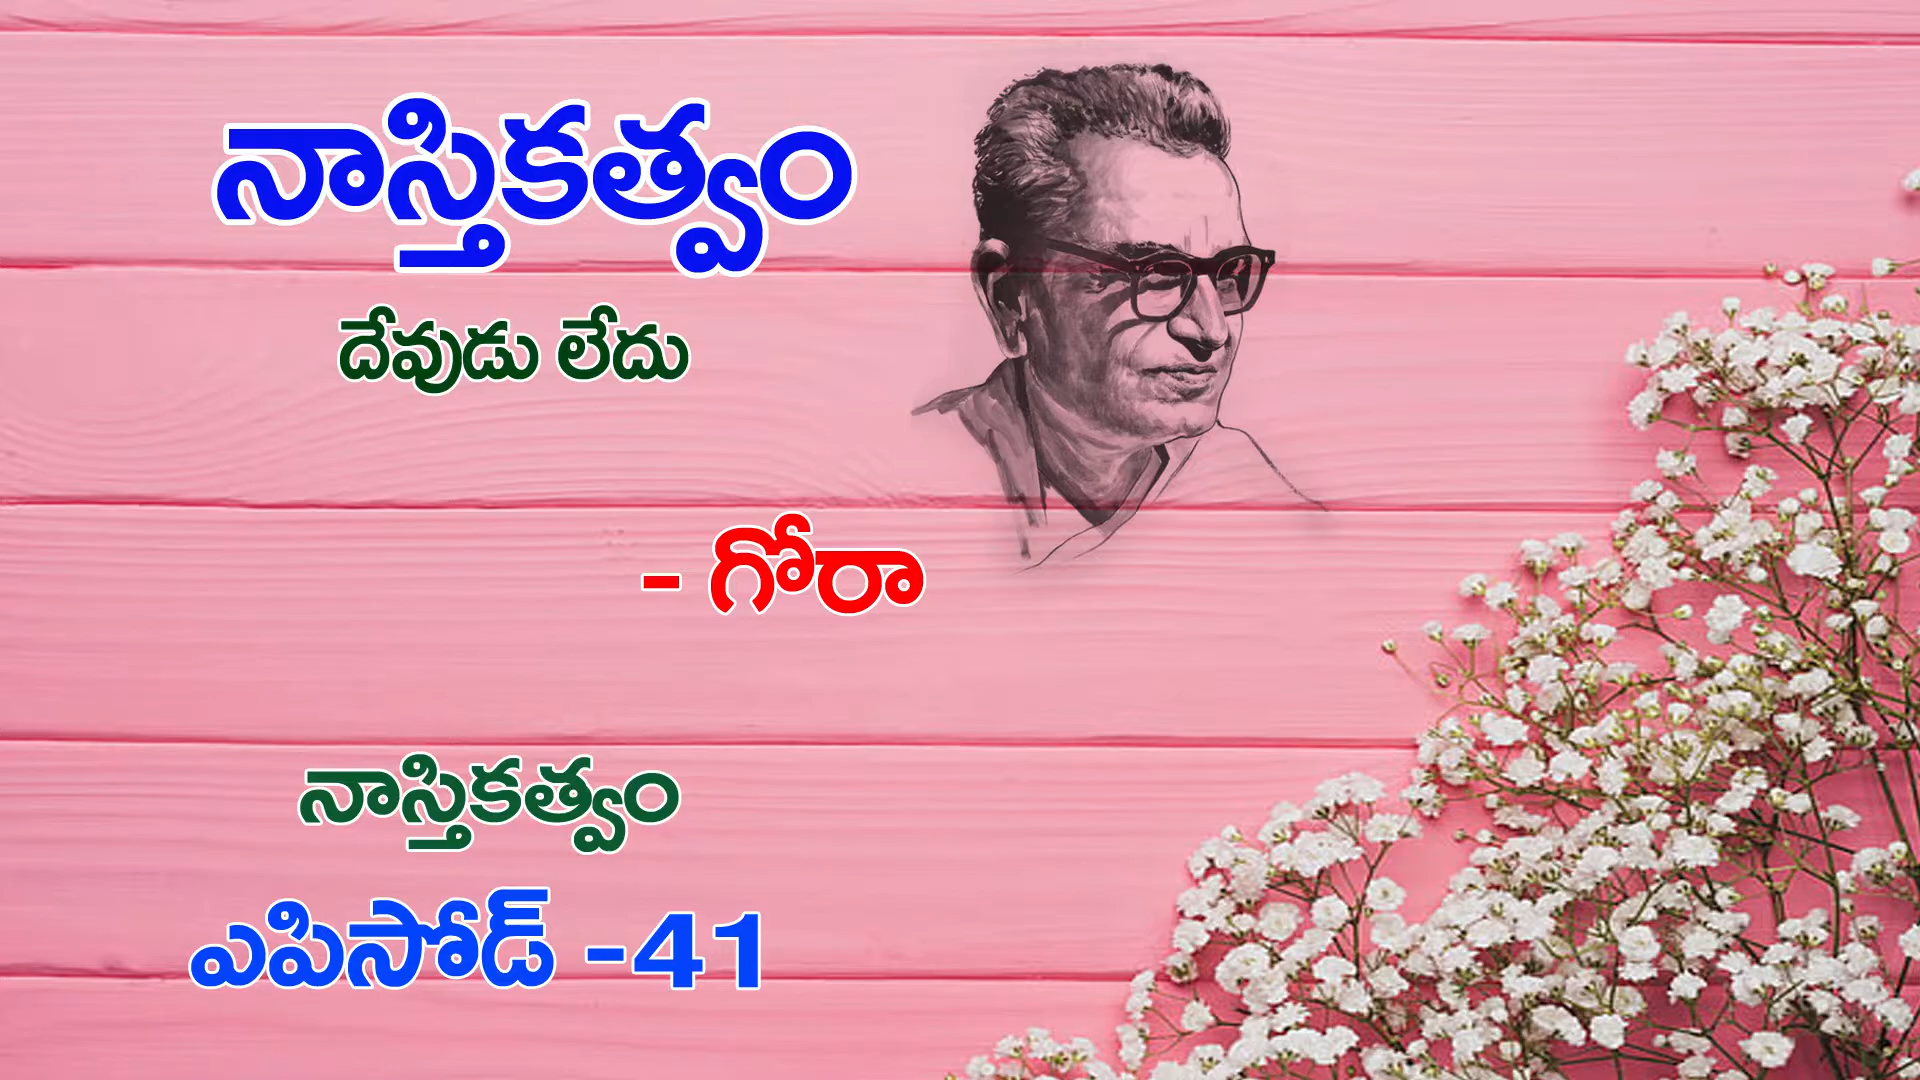 నాస్తికత్వం
దేవుడు లేదు
- గోరా
నాస్తికత్వం
ఎపిసోడ్ -41